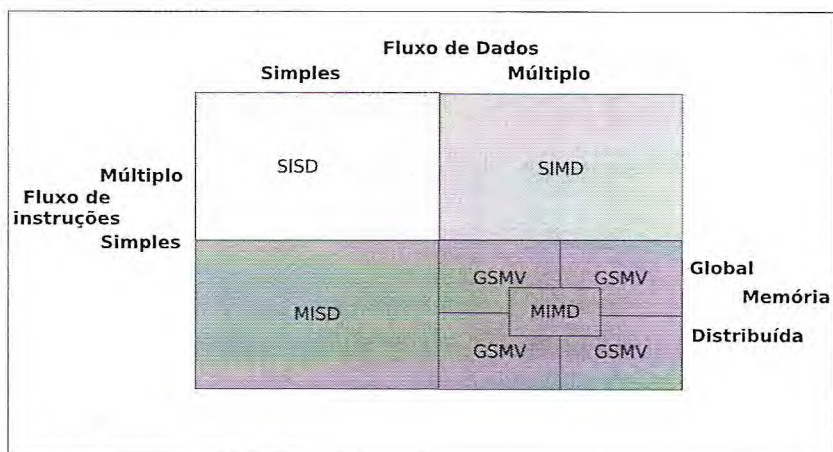 Fluxo de Dados
Simples Múltiplo
SISD SIMD
Múltiplo
Fluxo de
instruções
Simples
GSMV GSMV
Global
Memória
MISD MIMD
Distribuída
GSMV GSMV